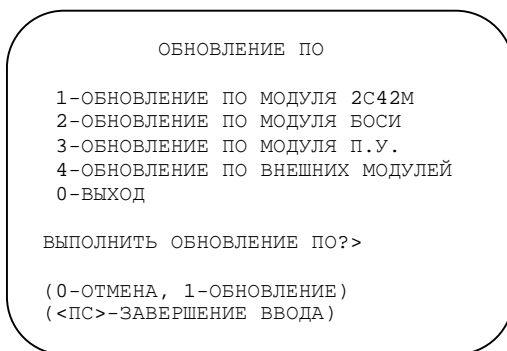 ОБНОВЛЕНИЕ ПО
1-ОБНОВЛЕНИЕ ПО МОДУЛЯ 2С42М
2-ОБНОВЛЕНИЕ ПО МОДУЛЯ БОСИ
3-ОБНОВЛЕНИЕ ПО МОДУЛЯ П.У.
4-ОБНОВЛЕНИЕ ПО ВНЕШНИХ МОДУЛЕЙ
0-ВЫХОД
ВЫПОЛНИТЬ ОБНОВЛЕНИЕ ПО?>
(0-ОТМЕНА, 1-ОБНОВЛЕНИЕ)
(<ПС>-ЗАВЕРШЕНИЕ ВВОДА)